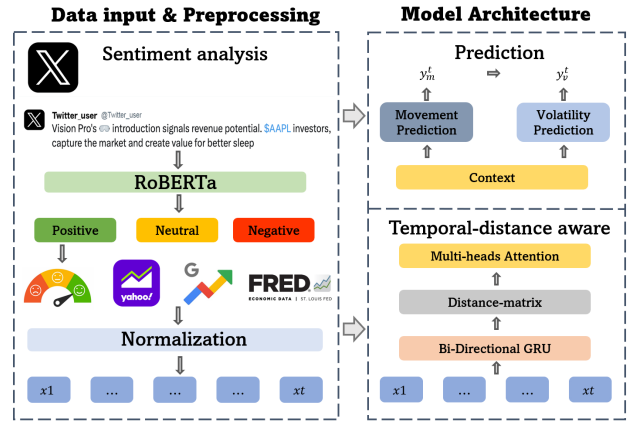 Data input & Preprocessing
Sentiment analysis
Twitter_user @Twitter_user
Vision Pro's 🥽 introduction signals revenue potential. $AAPL investors,
capture the market and create value for better sleep
RoBERTa
Positive
Neutral
Negative
yahoo!
G
FRED
ECONOMIC DATA | ST. LOUIS FED
Normalization
x1
...
...
...
xt
Model Architecture
Prediction
y_m^t ⇒ y_v^t
Movement
Prediction
Volatility
Prediction
Context
Temporal-distance aware
Multi-heads Attention
Distance-matrix
Bi-Directional GRU
x1
...
...
xt